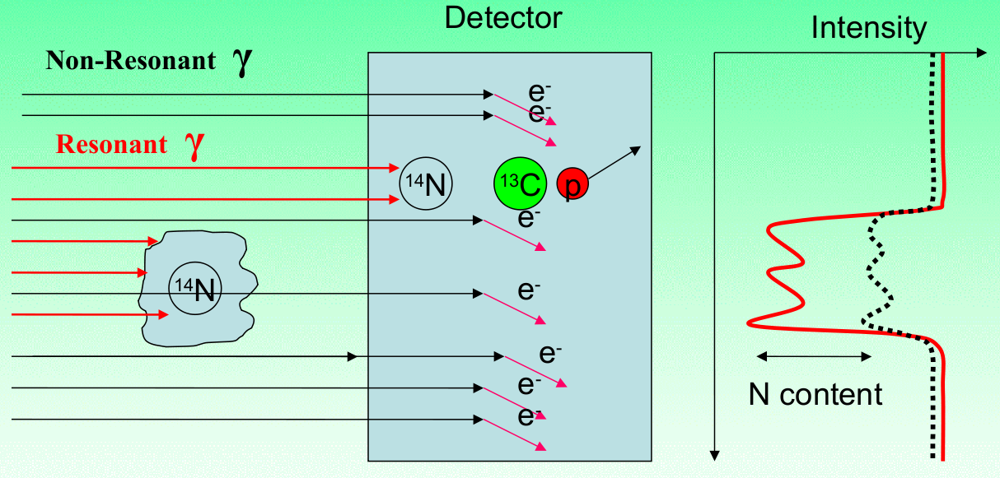 Detector
Intensity
Non-Resonant γ
e-
e-
Resonant γ
14N
13C
p
e-
14N
e-
e-
N content
e-
e-